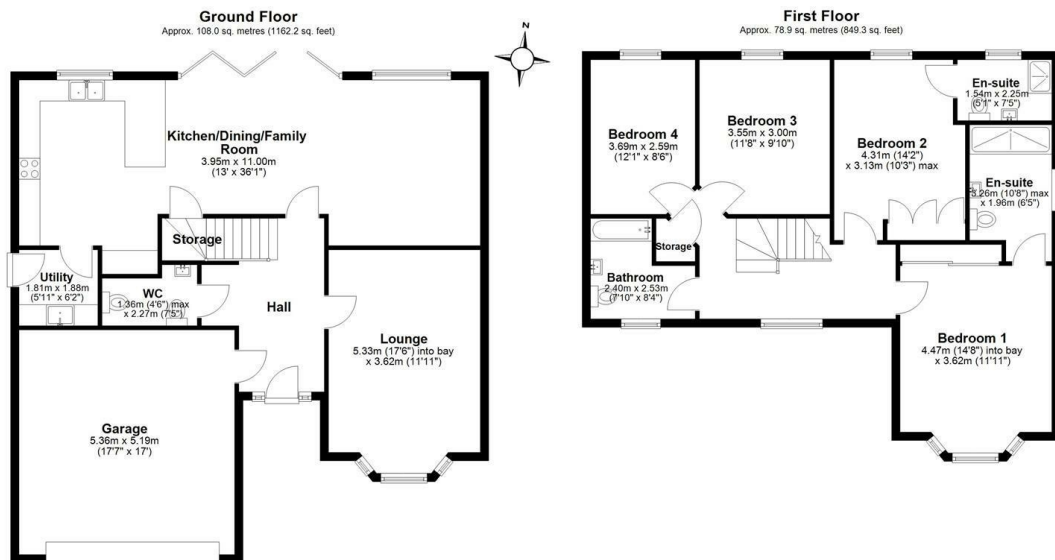 Ground Floor
Approx. 108.0 sq. metres (1162.2 sq. feet)
N
Kitchen/Dining/Family
Room
3.95m x 11.00m
(13' x 36'1")
Storage
Utility
1.81m x 1.88m
(5'11" x 6'2")
WC
1.36m (4'6") max
x 2.27m (7'5")
Hall
Lounge
5.33m (17'6") into bay
x 3.62m (11'11")
Garage
5.36m x 5.19m
(17'7" x 17')
First Floor
Approx. 78.9 sq. metres (849.3 sq. feet)
Bedroom 4
3.69m x 2.59m
(12'1" x 8'6")
Bedroom 3
3.55m x 3.00m
(11'8" x 9'10")
Bedroom 2
4.31m (14'2")
x 3.13m (10'3") max
En-suite
1.54m x 2.25m
(5'1" x 7'5")
En-suite
3.26m (10'8") max
x 1.96m (6'5")
Storage
Bathroom
2.40m x 2.53m
(7'10" x 8'4")
Bedroom 1
4.47m (14'8") into bay
x 3.62m (11'11")